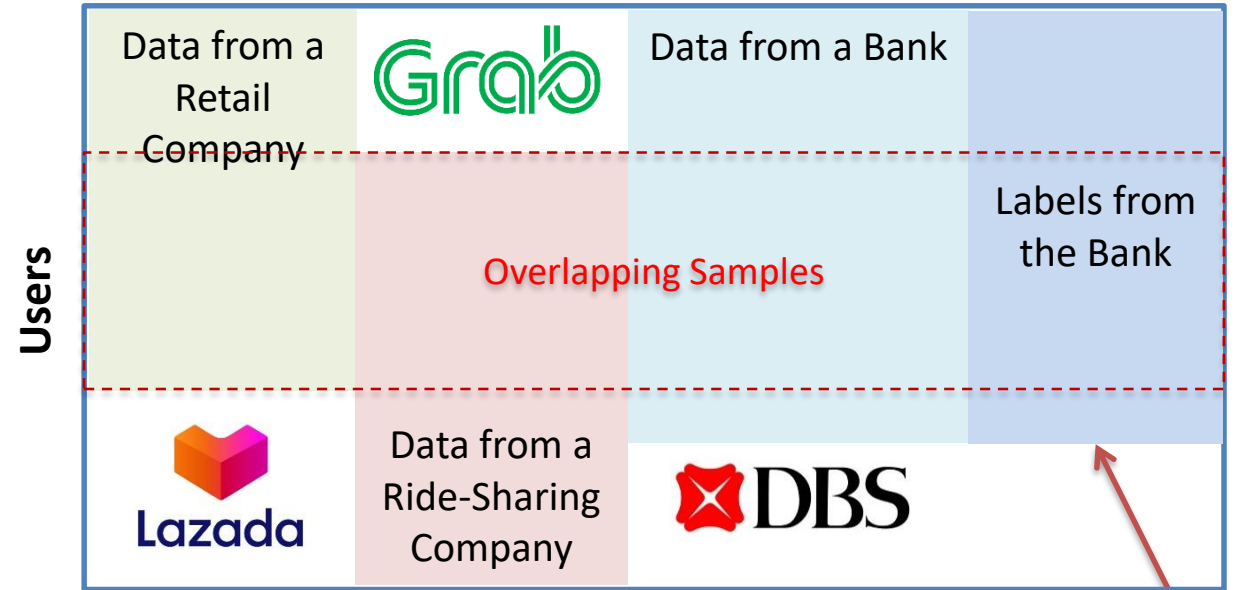 Data from a
Retail
Company
Grab
Data from a Bank
Labels from
the Bank
Users
Overlapping Samples
Lazada
Data from a
Ride-Sharing
Company
DBS